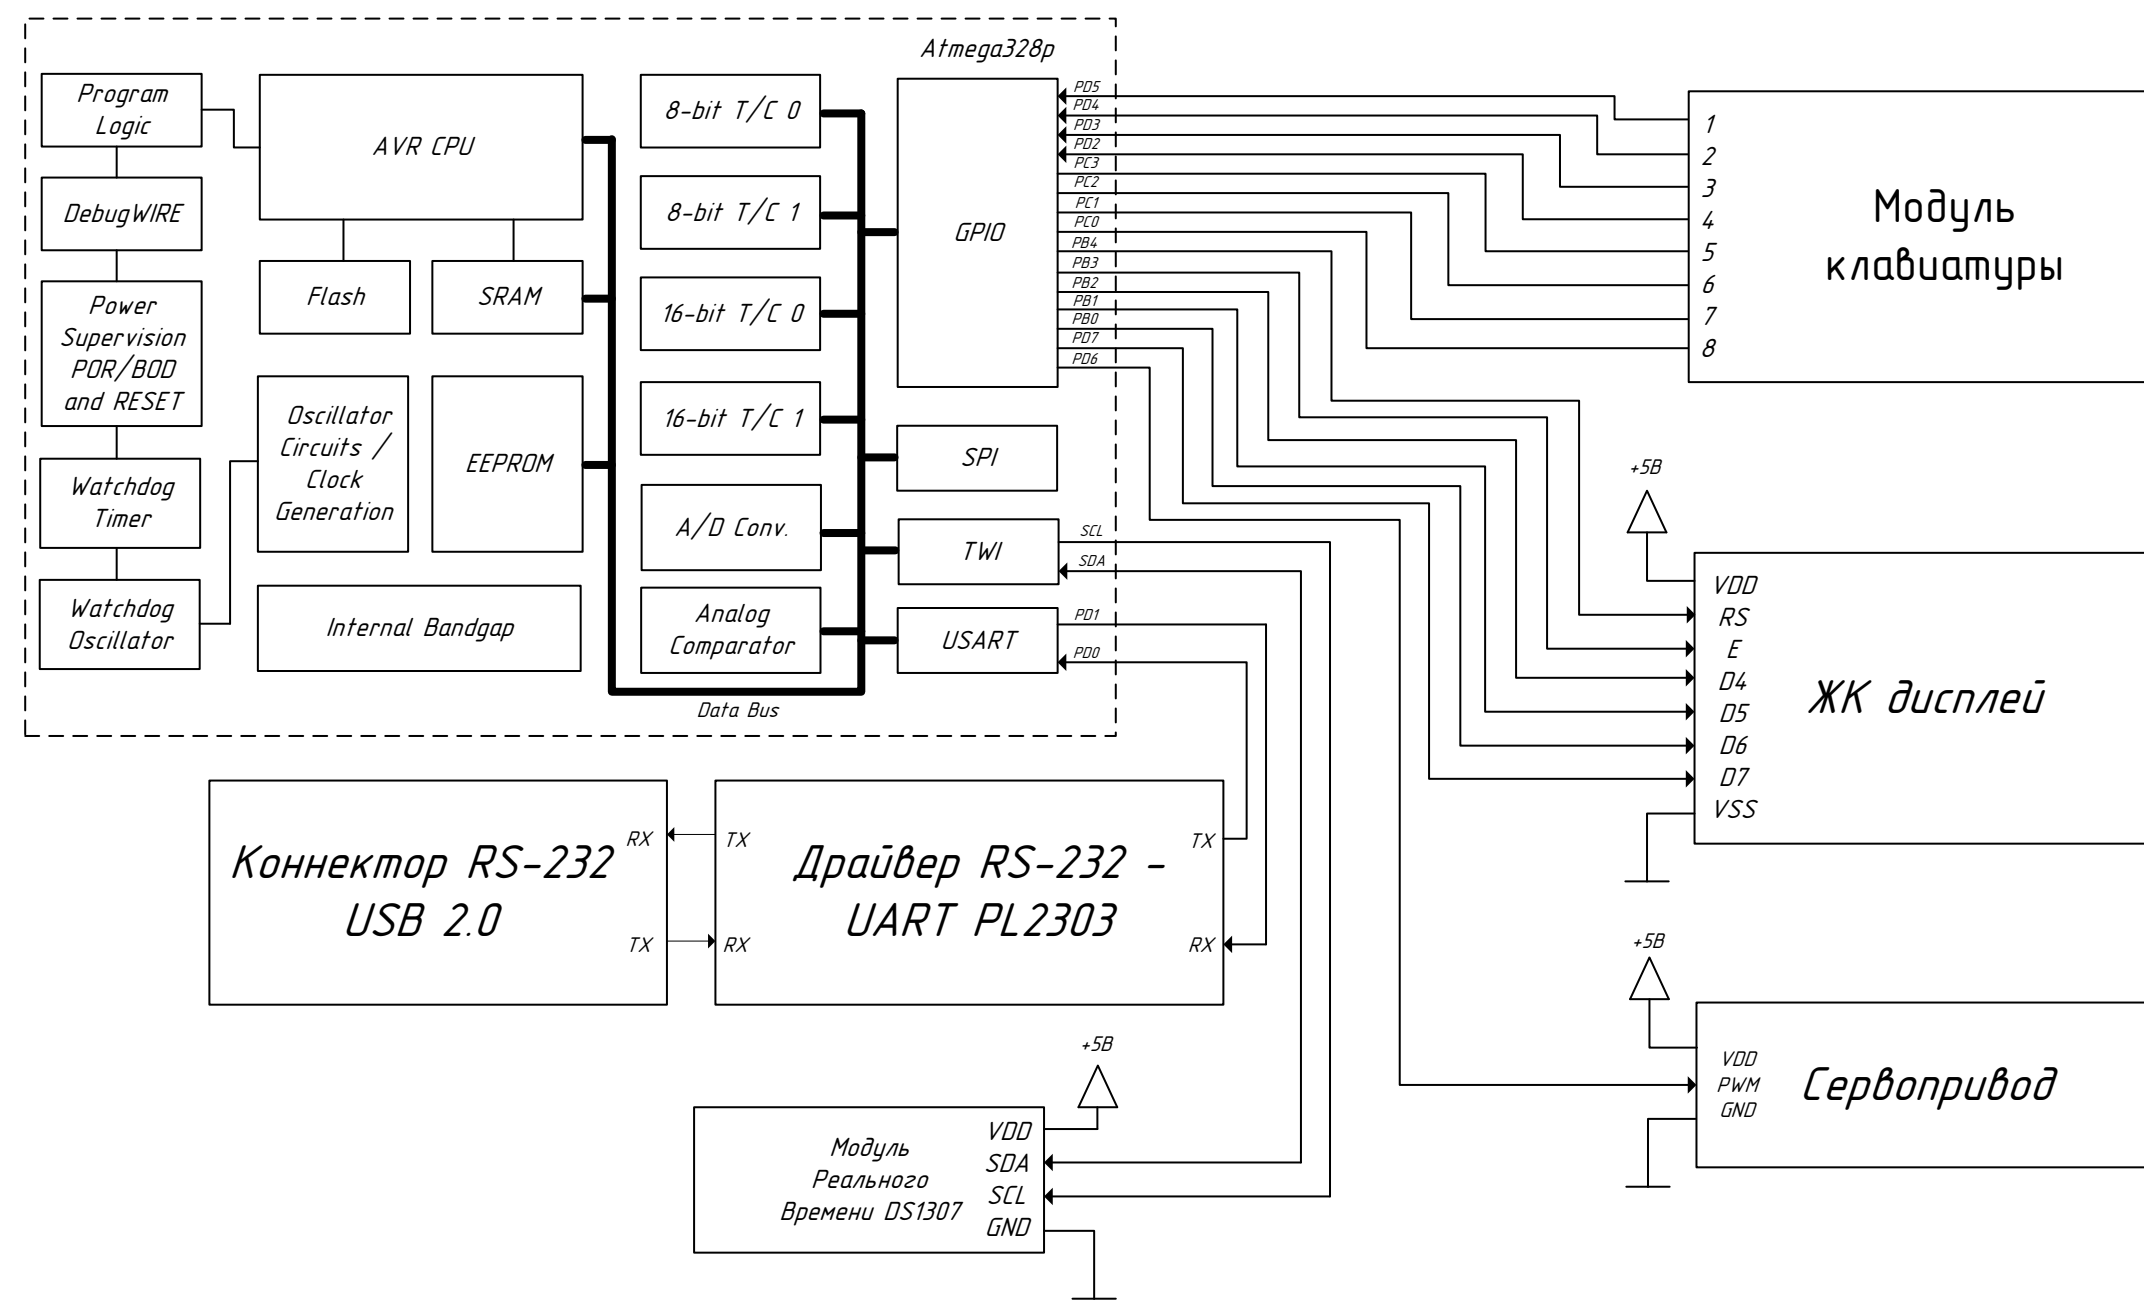 Atmega328p
Program
Logic
DebugWIRE
Power
Supervision
POR/BOD
and RESET
Watchdog
Timer
Watchdog
Oscillator
AVR CPU
Flash
SRAM
Oscillator
Circuits /
Clock
Generation
EEPROM
Internal Bandgap
8-bit T/C 0
8-bit T/C 1
16-bit T/C 0
16-bit T/C 1
A/D Conv.
Analog
Comparator
Data Bus
GPIO
SPI
TWI
USART
PD5
PD4
PD3
PD2
PC3
PC2
PC1
PC0
PB4
PB3
PB2
PB1
PB0
PD7
PD6
SCL
SDA
PD1
PD0
1
2
3
4
5
6
7
8
Модуль
клавиатуры
+5В
VDD
RS
E
D4
D5
D6
D7
VSS
ЖК дисплей
Коннектор RS-232
USB 2.0
RX
TX
TX
RX
Драйвер RS-232 -
UART PL2303
TX
RX
+5В
VDD
PWM
GND
Сервопривод
+5В
Модуль
Реального
Времени DS1307
VDD
SDA
SCL
GND